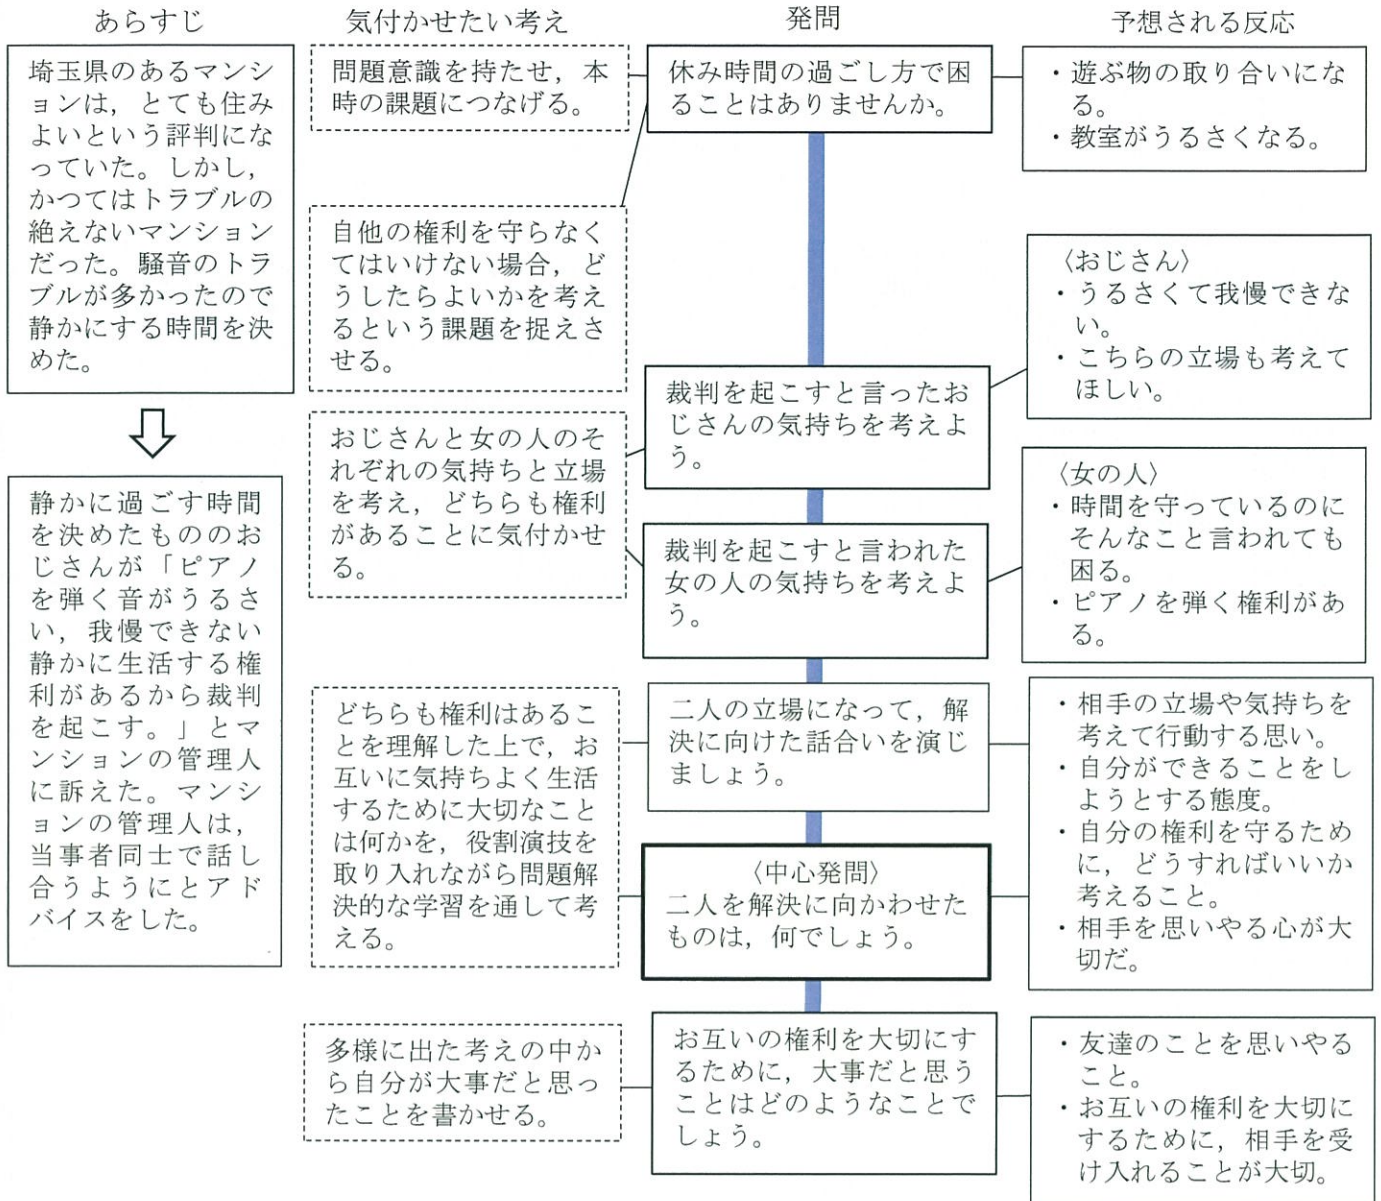 あらすじ
気付かせたい考え
発問
予想される反応
埼玉県のあるマンシ
ョンは，とても住み
よいという評判にな
っていた。しかし，
かつてはトラブルの
絶えないマンション
だった。騒音のトラ
ブルが多かったので
静かにする時間を決
めた。
静かに過ごす時間
を決めたもののお
じさんが「ピアノ
を弾く音がうるさ
い，我慢できない
静かに生活する権
利があるから裁判
を起こす。」とマ
ンションの管理人
に訴えた。マンシ
ョンの管理人は，
当事者同士で話し
合うようにとアド
バイスをした。
問題意識を持たせ，本
時の課題につなげる。
自他の権利を守らなく
てはいけない場合，ど
うしたらよいかを考え
るという課題を捉えさ
せる。
おじさんと女の人のそ
れぞれの気持ちと立場
を考え，どちらも権利
があることに気付かせ
る。
どちらも権利はあるこ
とを理解した上で，お
互いに気持ちよく生活
するために大切なこと
は何かを，役割演技を
取り入れながら問題解
決的な学習を通して考
える。
多様に出た考えの中か
ら自分が大事だと思っ
たことを書かせる。
休み時間の過ごし方で困
ることはありませんか。
裁判を起こすと言ったお
じさんの気持ちを考えよ
う。
裁判を起こすと言われた
女の人の気持ちを考えよ
う。
二人の立場になって，解
決に向けた話合いを演じ
ましょう。
〈中心発問〉
二人を解決に向かわせた
ものは，何でしょう。
お互いの権利を大切にす
るために，大事だと思う
ことはどのようなことで
しょう。
・遊ぶ物の取り合いにな
る。
・教室がうるさくなる。
〈おじさん〉
・うるさくて我慢できな
い。
・こちらの立場も考えて
ほしい。
〈女の人〉
・時間を守っているのに
そんなこと言われても
困る。
・ピアノを弾く権利があ
る。
・相手の立場や気持ちを
考えて行動する思い。
・自分ができることをし
ようとする態度。
・自分の権利を守るため
に，どうすればいいか
考えること。
・相手を思いやる心が大
切だ。
・友達のことを思いやる
こと。
・お互いの権利を大切に
するために，相手を受
け入れることが大切。